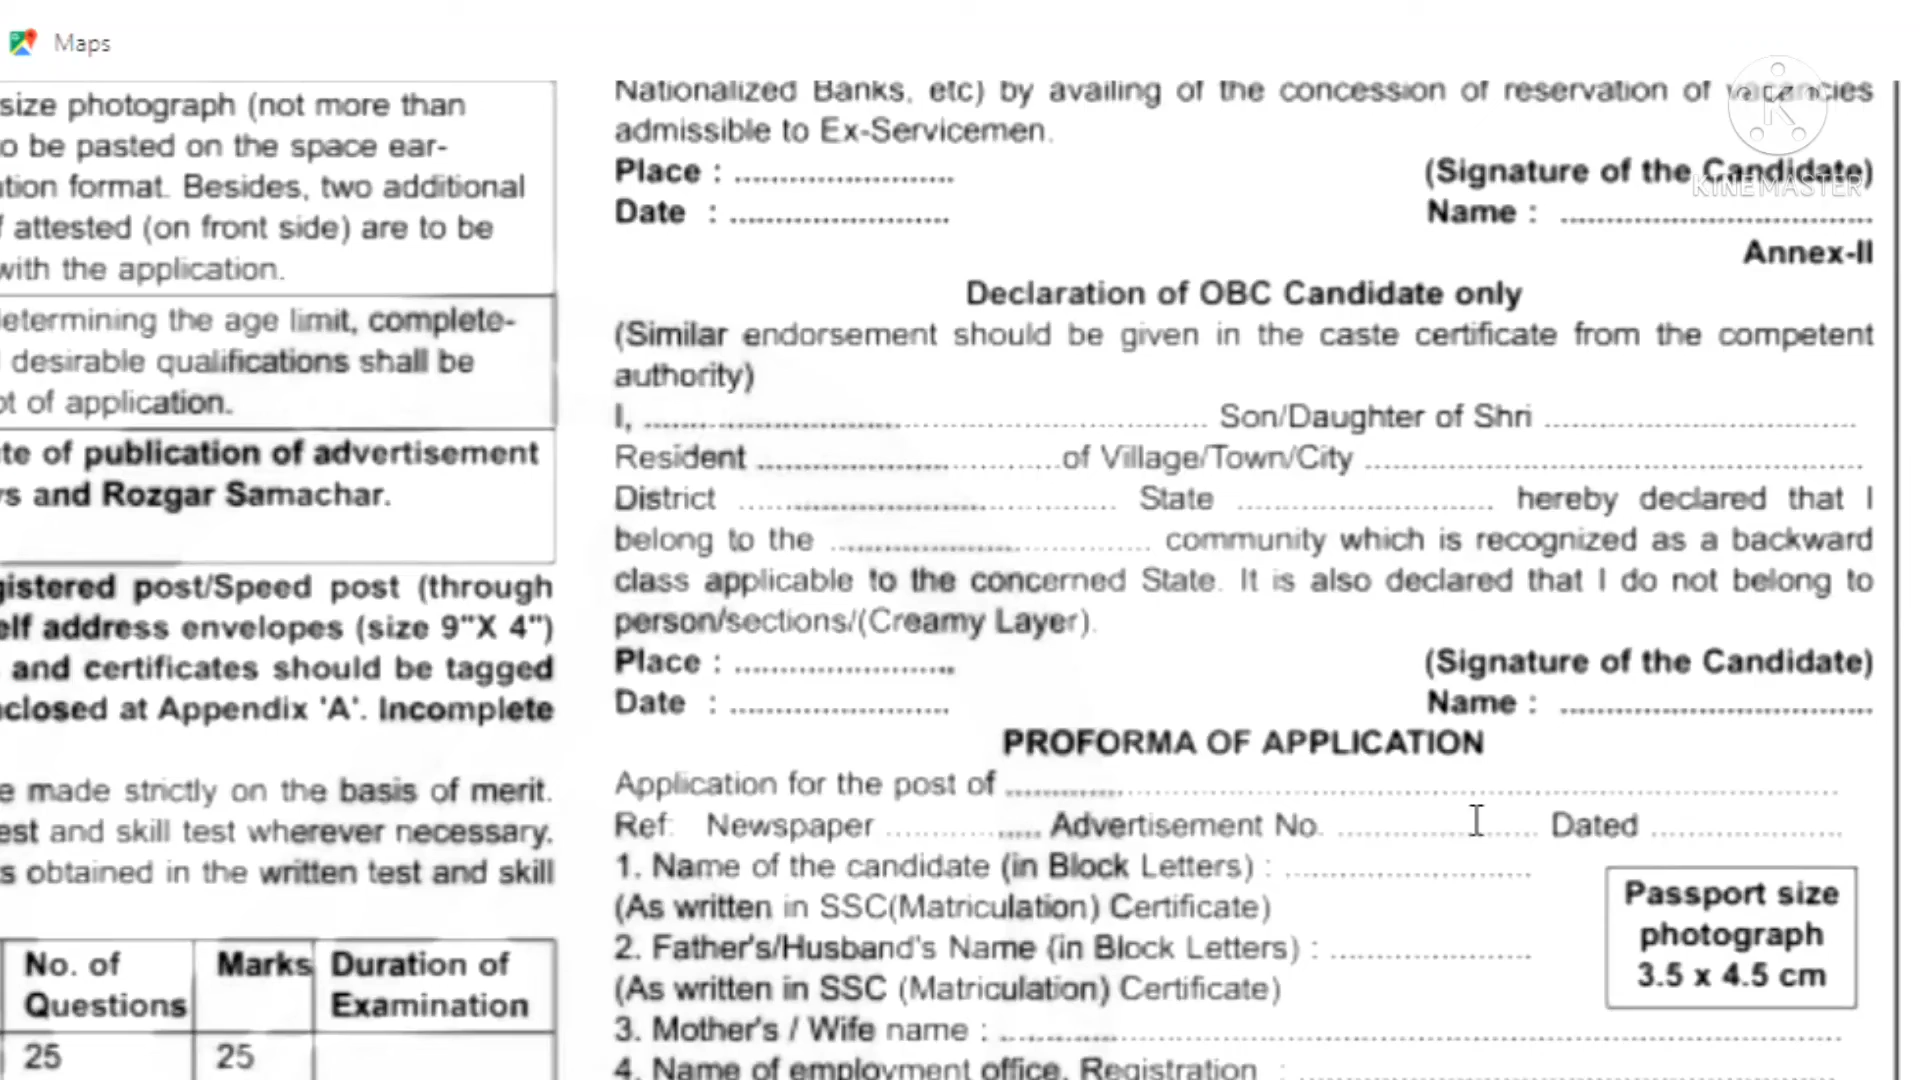 Maps
size photograph (not more than
o be pasted on the space ear-
tion format. Besides, two additional
attested (on front side) are to be
with the application.
determining the age limit, complete-
desirable qualifications shall be
of application.
te of publication of advertisement
s and Rozgar Samachar.
gistered post/Speed post (through
elf address envelopes (size 9"X 4")
and certificates should be tagged
closed at Appendix 'A'. Incomplete
e made strictly on the basis of merit.
est and skill test wherever necessary.
s obtained in the written test and skill
No. of Questions Marks Duration of Examination
25 25
Nationalized Banks, etc) by availing of the concession of reservation of vacancies
admissible to Ex-Servicemen.
Place : ........................ (Signature of the Candidate)
Date : ........................ Name : ..................................
KINEMASTER
Annex-II
Declaration of OBC Candidate only
(Similar endorsement should be given in the caste certificate from the competent
authority)
I, .............................................................. Son/Daughter of Shri ..................................
Resident .................................of Village/Town/City ......................................................
District ......................................... State ............................ hereby declared that I
belong to the ................................... community which is recognized as a backward
class applicable to the concerned State. It is also declared that I do not belong to
person/sections/(Creamy Layer).
Place : ........................ (Signature of the Candidate)
Date : ........................ Name : ..................................
PROFORMA OF APPLICATION
Application for the post of ..........................................................................................
Ref: Newspaper ................. Advertisement No. ...................... Dated .....................
1. Name of the candidate (in Block Letters) : ...........................
(As written in SSC(Matriculation) Certificate)
2. Father's/Husband's Name (in Block Letters) : ......................
(As written in SSC (Matriculation) Certificate)
Passport size
photograph
3.5 x 4.5 cm
3. Mother's / Wife name : ............................................................................................
4. Name of employment office, Registration : ............................................................